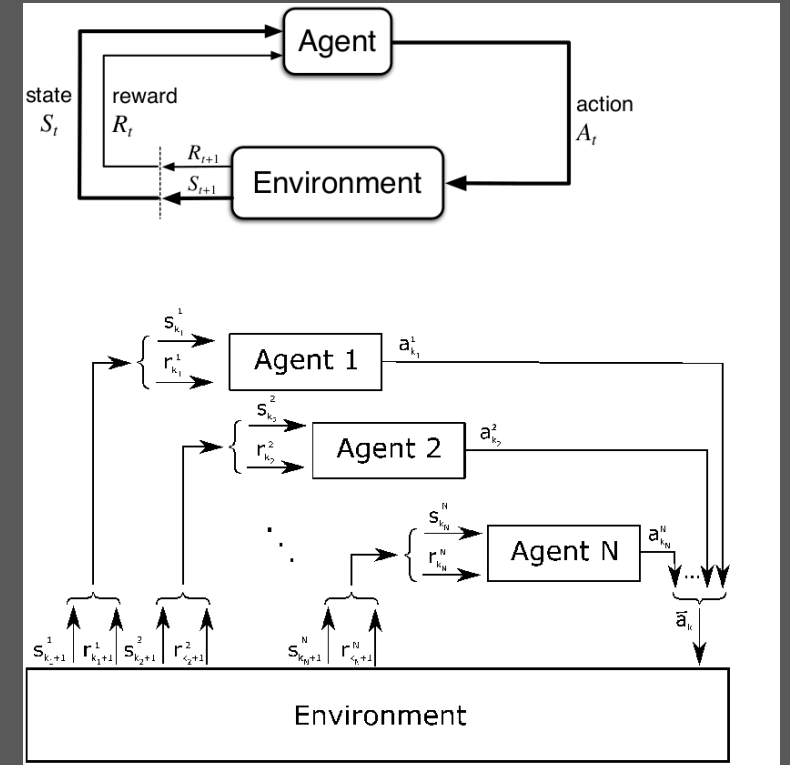 Agent
state
S_t
reward
R_t
action
A_t
R_{t+1}
S_{t+1}
Environment
s^1_{k_1}
r^1_{k_1}
Agent 1
a^1_{k_1}
s^2_{k_2}
r^2_{k_2}
Agent 2
a^2_{k_2}
s^N_{k_N}
r^N_{k_N}
Agent N
a^N_{k_N}
...
ā_k
s^1_{k_1+1} r^1_{k_1+1} s^2_{k_2+1} r^2_{k_2+1} s^N_{k_N+1} r^N_{k_N+1}
Environment